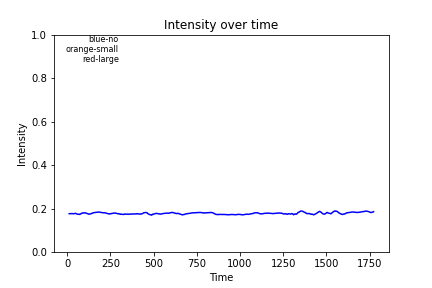 Intensity over time
blue-no
orange-small
red-large
1.0
0.8
0.6
0.4
0.2
0.0
Intensity
0 250 500 750 1000 1250 1500 1750
Time